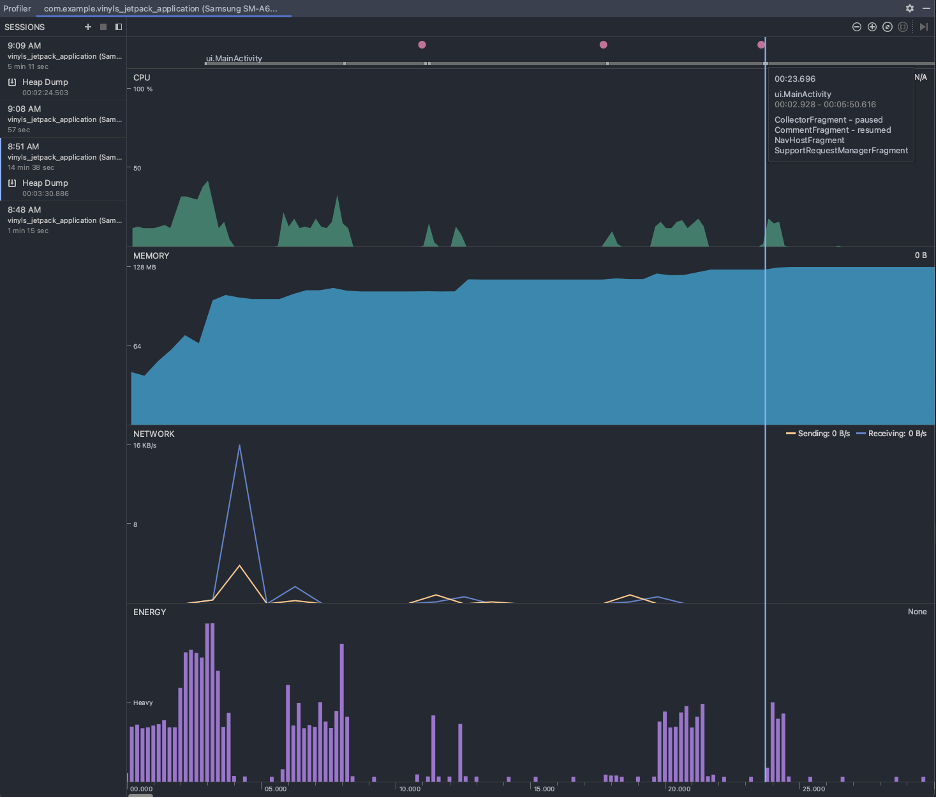 Profiler com.example.vinyls_jetpack_application (Samsung SM-A6...
SESSIONS
9:09 AM
vinyls_jetpack_application (Sam...
5 min 11 sec
Heap Dump
00:02:24.503
9:08 AM
vinyls_jetpack_application (Sam...
57 sec
8:51 AM
vinyls_jetpack_application (Sam...
14 min 38 sec
Heap Dump
00:03:30.886
8:48 AM
vinyls_jetpack_application (Sam...
1 min 15 sec
ui.MainActivity
CPU
N/A
100 %
50
00:23.696
ui.MainActivity
00:02.928 - 00:05:50.616
CollectorFragment - paused
CommentFragment - resumed
NavHostFragment
SupportRequestManagerFragment
MEMORY
0 B
128 MB
64
NETWORK
Sending: 0 B/s Receiving: 0 B/s
16 KB/s
8
ENERGY
None
Heavy
00.000 05.000 10.000 15.000 20.000 25.000